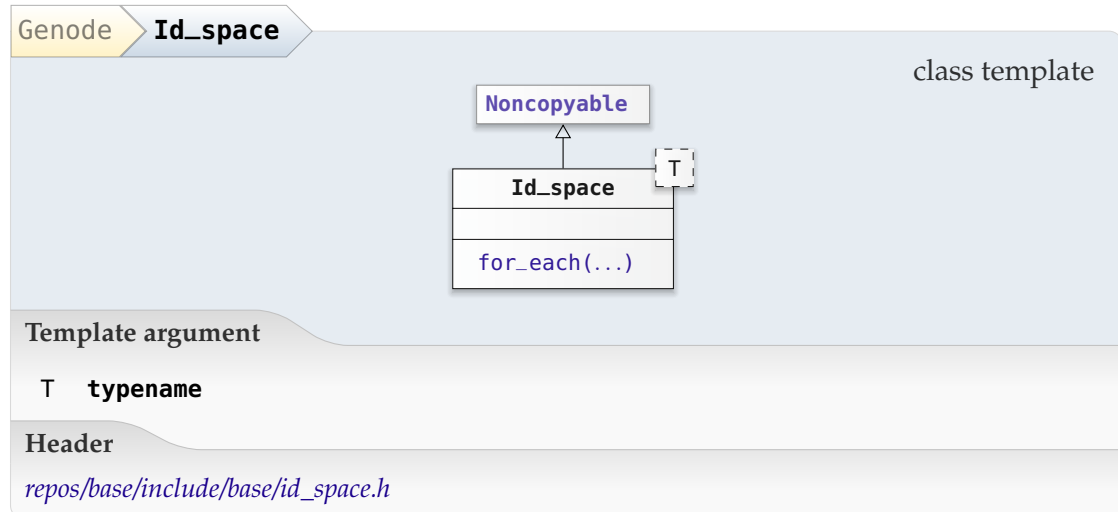 Genode Id_space
class template
Noncopyable
T
Id_space
for_each(...)
Template argument
T typename
Header
repos/base/include/base/id_space.h